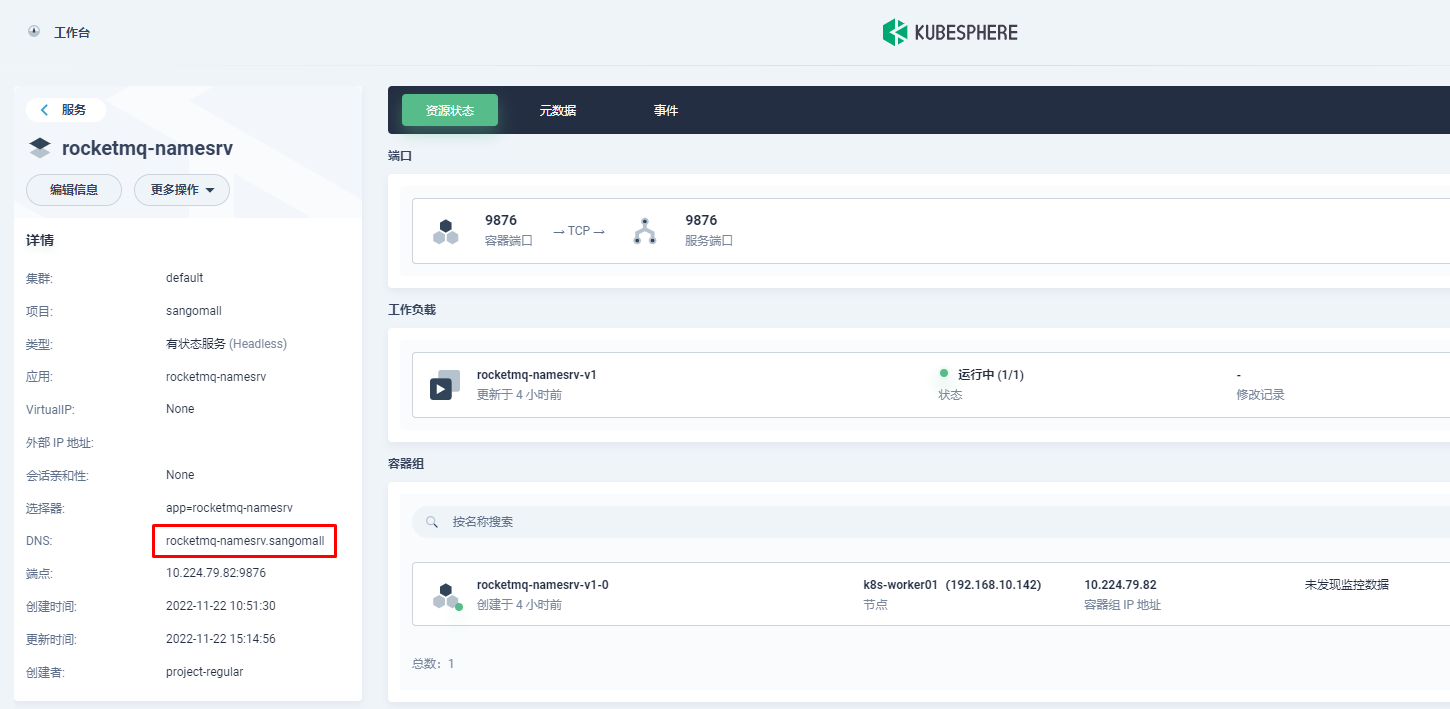 工作台
KUBESPHERE
服务
rocketmq-namesrv
编辑信息
更多操作
详情
集群: default
项目: sangomall
类型: 有状态服务 (Headless)
应用: rocketmq-namesrv
VirtualIP: None
外部 IP 地址:
会话亲和性: None
选择器: app=rocketmq-namesrv
DNS: rocketmq-namesrv.sangomall
端点: 10.224.79.82:9876
创建时间: 2022-11-22 10:51:30
更新时间: 2022-11-22 15:14:56
创建者: project-regular
资源状态 元数据 事件
端口
9876 → TCP → 9876
容器端口 服务端口
工作负载
rocketmq-namesrv-v1 运行中 (1/1) -
更新于 4 小时前 状态 修改记录
容器组
按名称搜索
rocketmq-namesrv-v1-0 k8s-worker01 (192.168.10.142) 10.224.79.82 未发现监控数据
创建于 4 小时前 节点 容器组 IP 地址
总数: 1